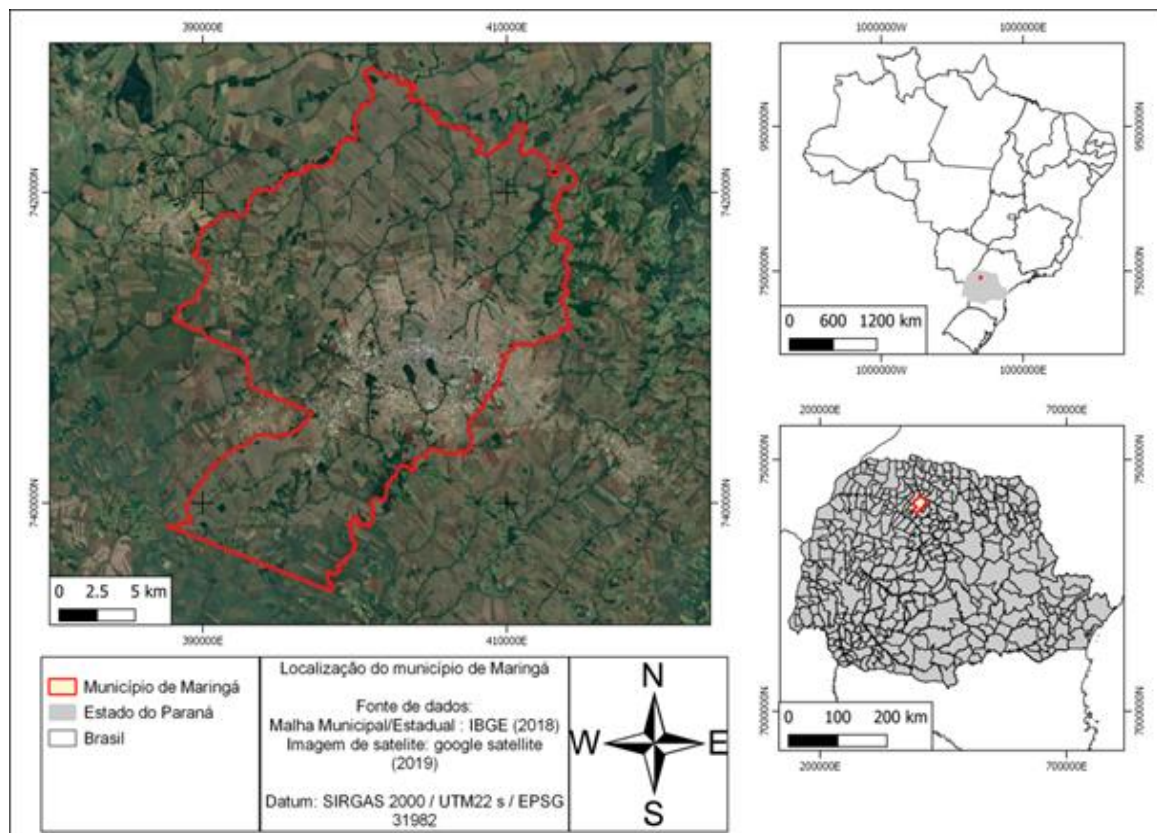 390000E
410000E
7420000N
7420000N
7400000N
7400000N
0 2.5 5 km
390000E
410000E
1000000W
1000000E
9500000N
9500000N
7500000N
7500000N
0 600 1200 km
1000000W
1000000E
200000E
700000E
7500000N
7500000N
7000000N
7000000N
0 100 200 km
200000E
700000E
Município de Maringá
Estado do Paraná
Brasil
Localização do município de Maringá
Fonte de dados:
Malha Municipal/Estadual : IBGE (2018)
Imagem de satelite: google satellite
(2019)
Datum: SIRGAS 2000 / UTM22 s / EPSG
31982
N
W
E
S